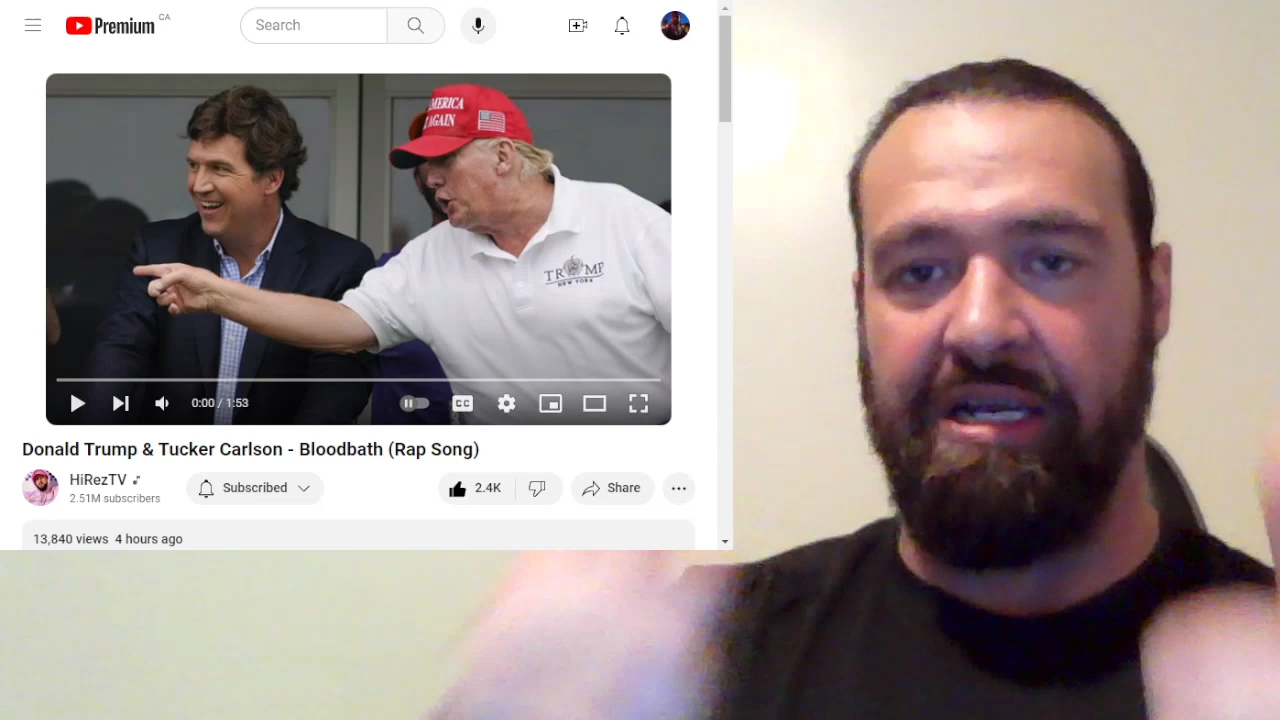 Premium CA
Search
AMERICA
AGAIN
TRUMP
NEW YORK
0:00 / 1:53
CC
Donald Trump & Tucker Carlson - Bloodbath (Rap Song)
HiRezTV
2.51M subscribers
Subscribed
2.4K
Share
13,840 views 4 hours ago